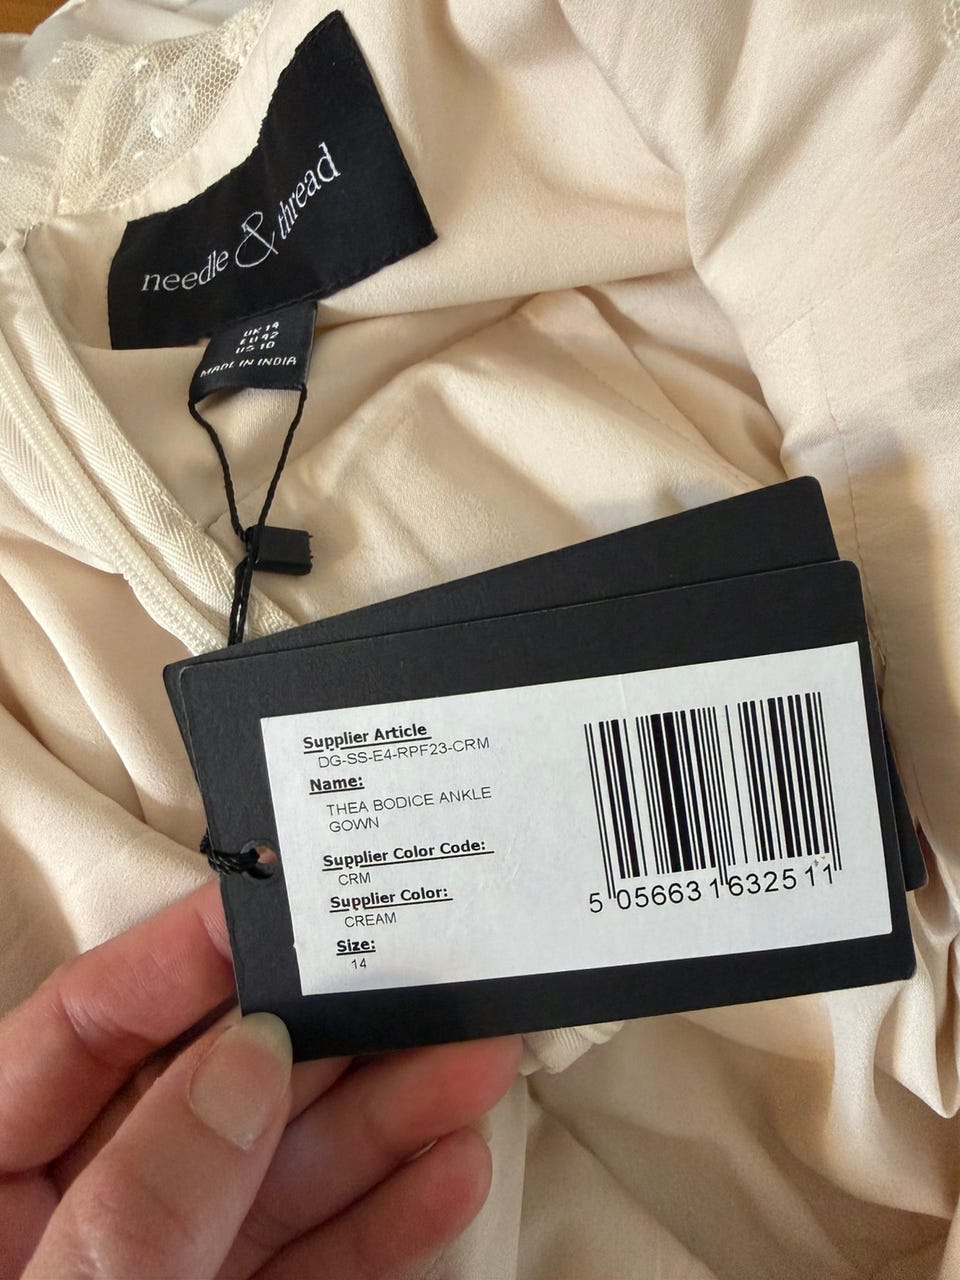 needle & thread
UK 14
EU 42
US 10
MADE IN INDIA
Supplier Article
DG-SS-E4-RPF23-CRM
Name:
THEA BODICE ANKLE
GOWN
Supplier Color Code:
CRM
Supplier Color:
CREAM
Size:
14
5 056631 632511